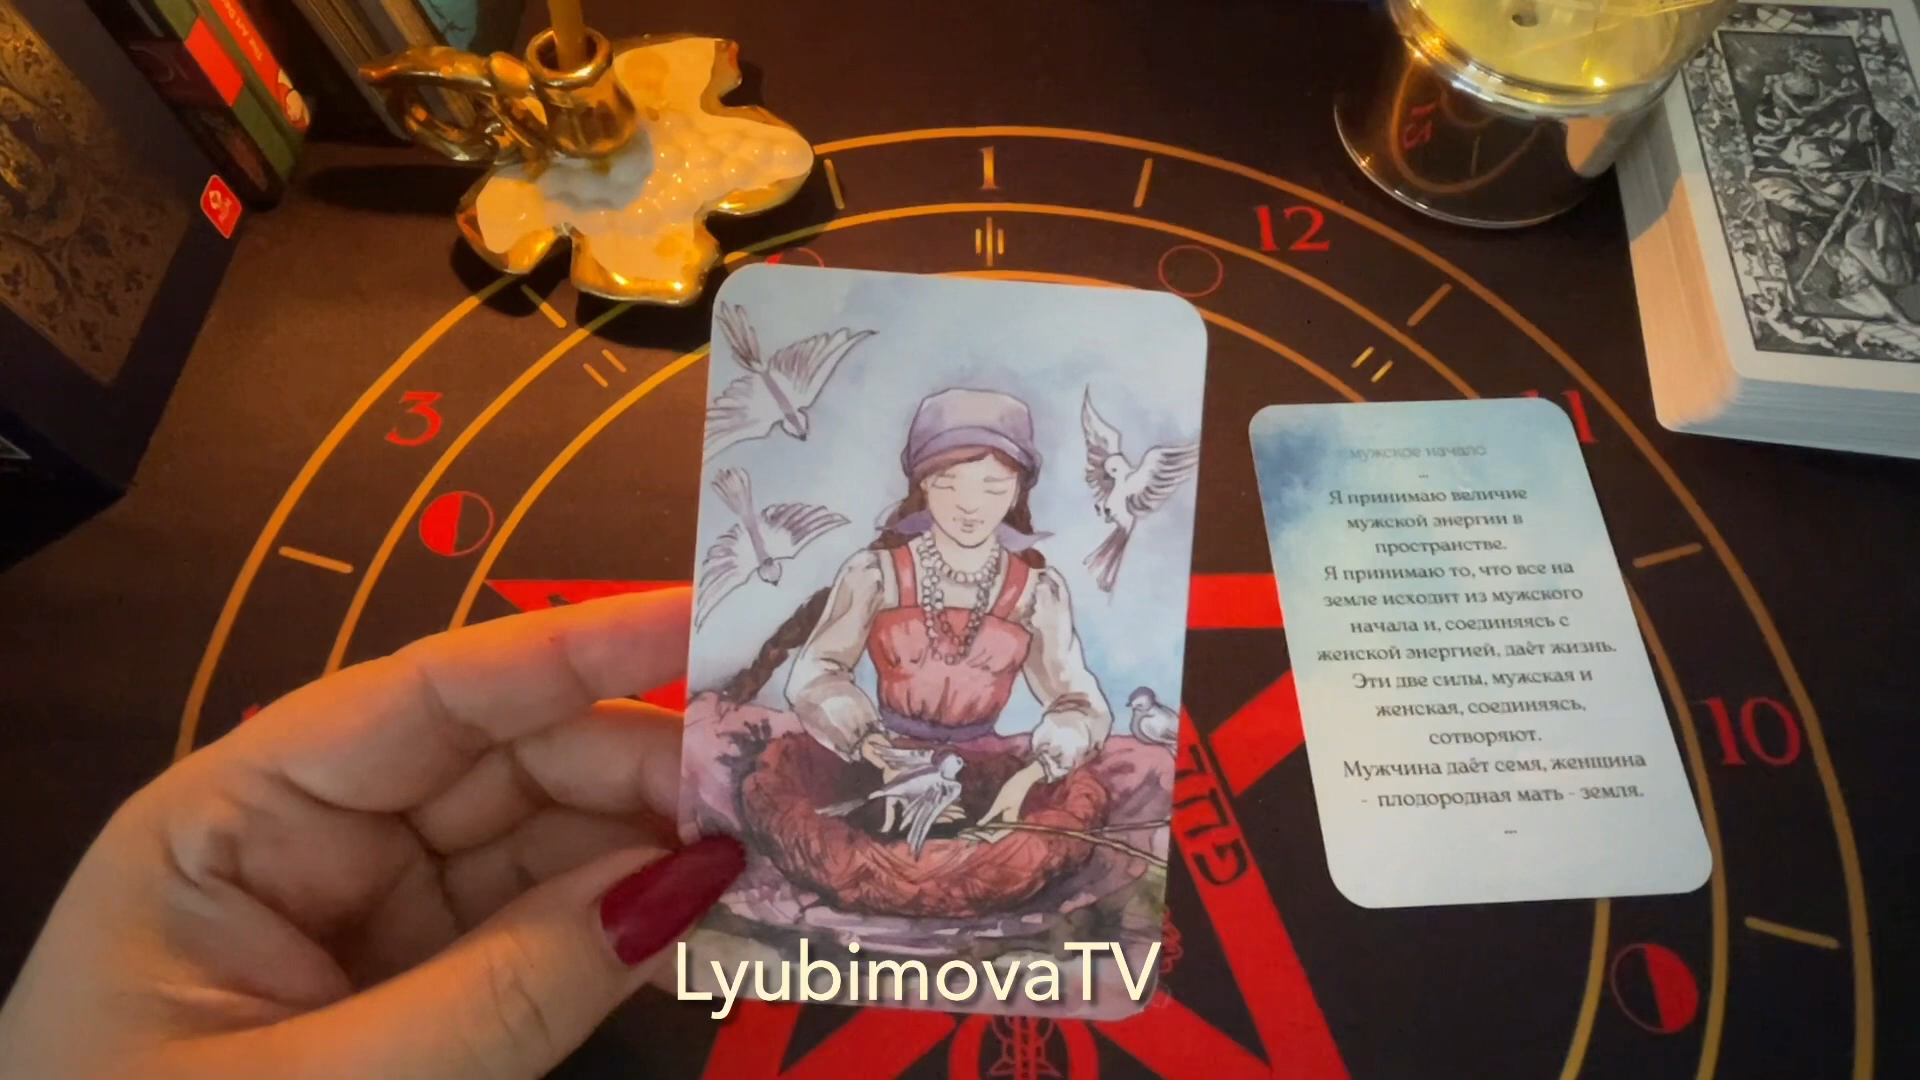 1
12
3
11
10
мужское начало
...
Я принимаю величие
мужской энергии в
пространстве.
Я принимаю то, что все на
земле исходит из мужского
начала и, соединяясь с
женской энергией, даёт жизнь.
Эти две силы, мужская и
женская, соединяясь,
сотворяют.
Мужчина даёт семя, женщина
- плодородная мать - земля.
...
LyubimovaTV